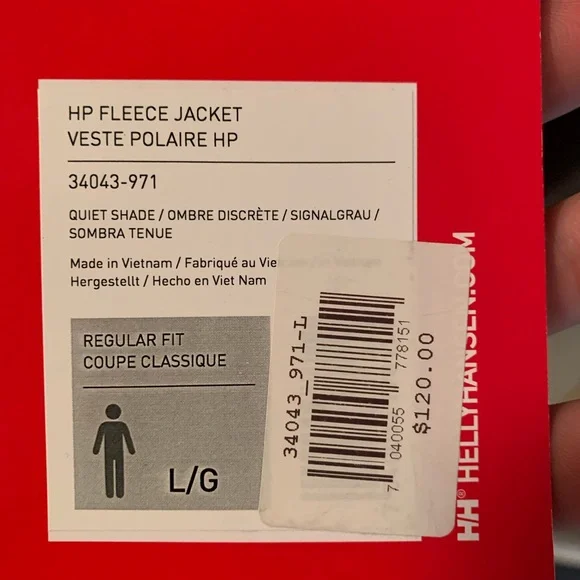 HP FLEECE JACKET
VESTE POLAIRE HP
34043-971
QUIET SHADE / OMBRE DISCRÈTE / SIGNALGRAU /
SOMBRA TENUE
Made in Vietnam / Fabriqué au
Hergestellt / Hecho en Viet Nam
REGULAR FIT
COUPE CLASSIQUE
L/G
34043_971-L
7 040055 778151
$120.00
HH® HELLYHANSEN.COM